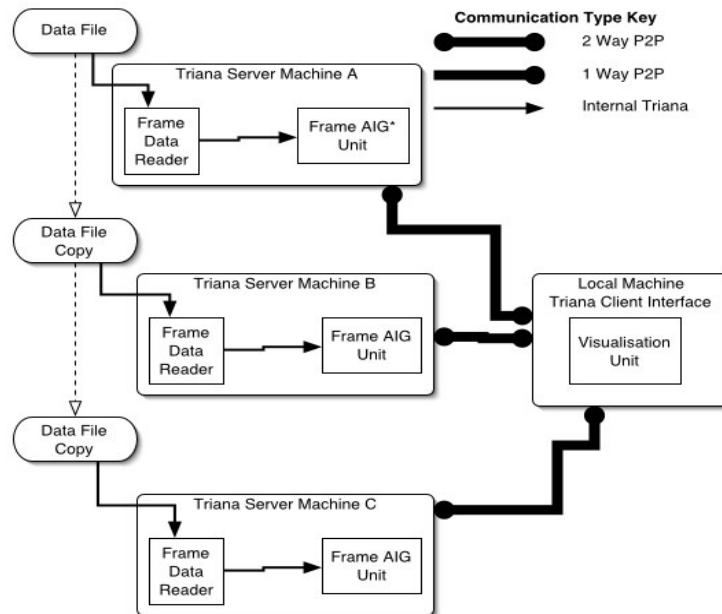 Communication Type Key
2 Way P2P
1 Way P2P
Internal Triana
Data File
Triana Server Machine A
Frame
Data
Reader
Frame AIG*
Unit
Data File
Copy
Triana Server Machine B
Frame
Data
Reader
Frame AIG
Unit
Local Machine
Triana Client Interface
Visualisation
Unit
Data File
Copy
Triana Server Machine C
Frame
Data
Reader
Frame AIG
Unit